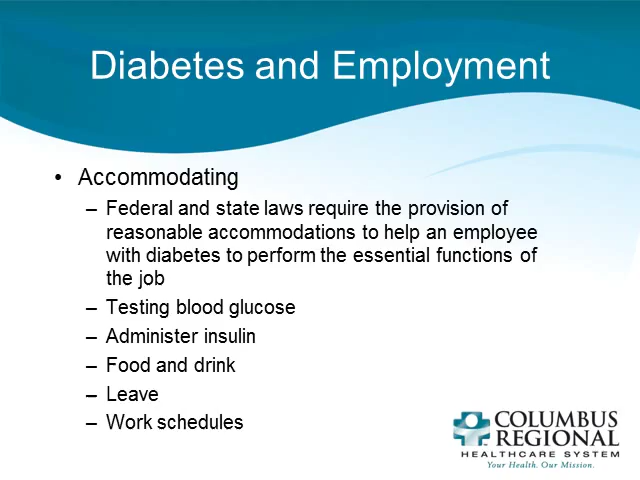 Diabetes and Employment
• Accommodating
– Federal and state laws require the provision of
reasonable accommodations to help an employee
with diabetes to perform the essential functions of
the job
– Testing blood glucose
– Administer insulin
– Food and drink
– Leave
– Work schedules
COLUMBUS
REGIONAL
HEALTHCARE SYSTEM
Your Health. Our Mission.